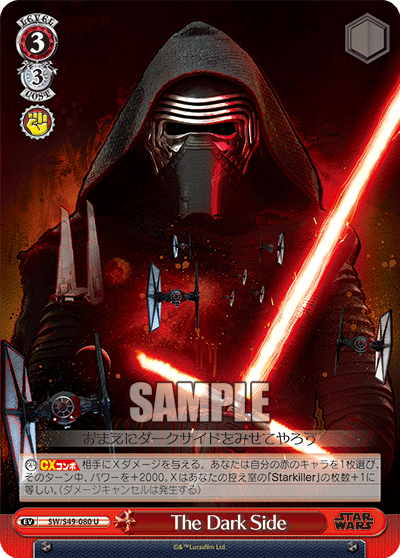 LEVEL
3
3
COST
SAMPLE
おまえにダークサイドをみせてやろう
CXコンボ 相手にXダメージを与える。あなたは自分の赤のキャラを1枚選び、
そのターン中、パワーを+2000。Xはあなたの控え室の「Starkiller」の枚数+1に
等しい。(ダメージキャンセルは発生する)
EV SW/S49-080 U The Dark Side STAR WARS
©&™Lucasfilm Ltd.